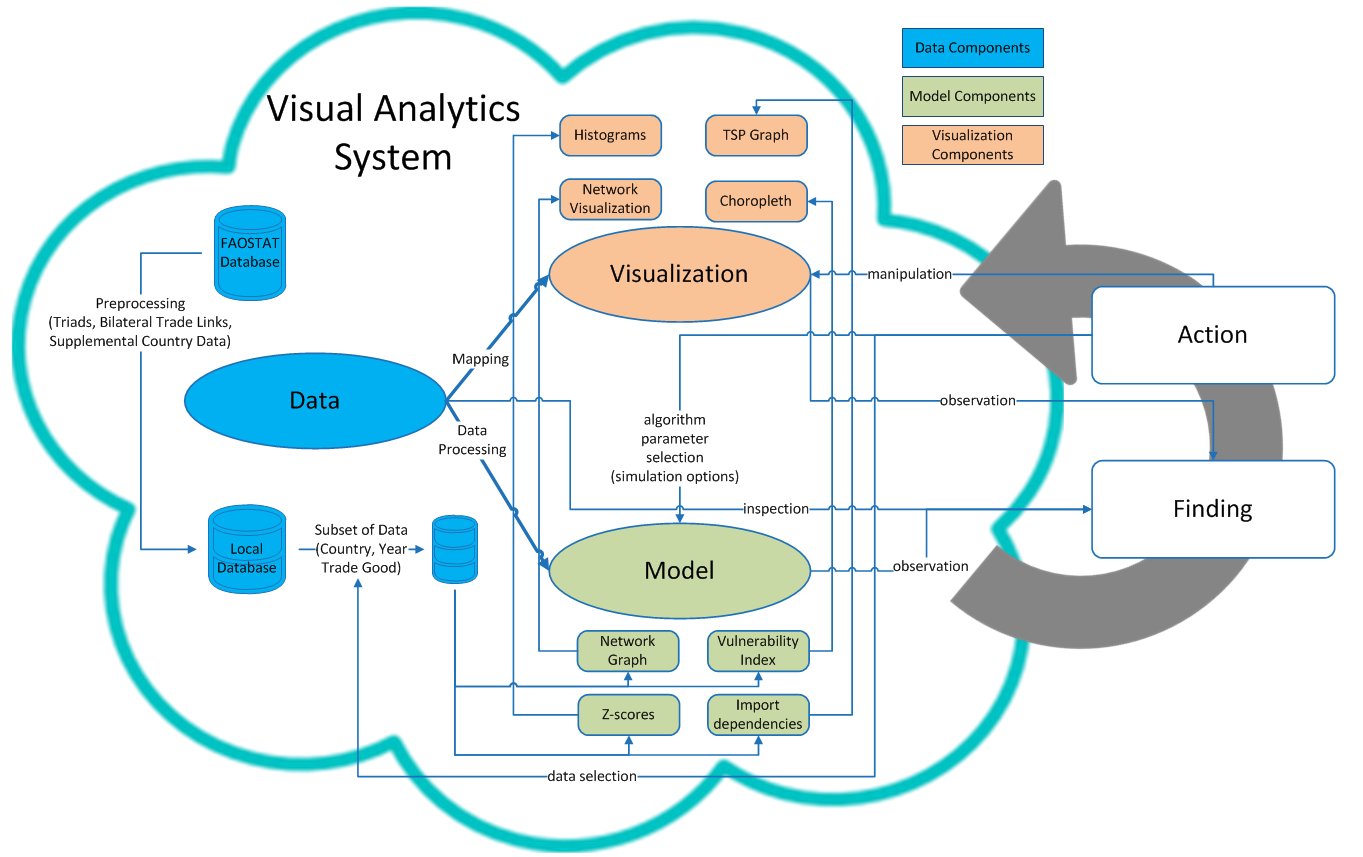 Visual Analytics
System
Data Components
Model Components
Visualization
Components
Histograms
TSP Graph
Network
Visualization
Choropleth
FAOSTAT
Database
Visualization
manipulation
Preprocessing
(Triads, Bilateral Trade Links,
Supplemental Country Data)
Action
Mapping
Data
observation
Data
Processing
algorithm
parameter
selection
(simulation options)
inspection
Finding
Local
Database
Subset of Data
(Country, Year
Trade Good)
Model
observation
Network
Graph
Vulnerability
Index
Z-scores
Import
dependencies
data selection